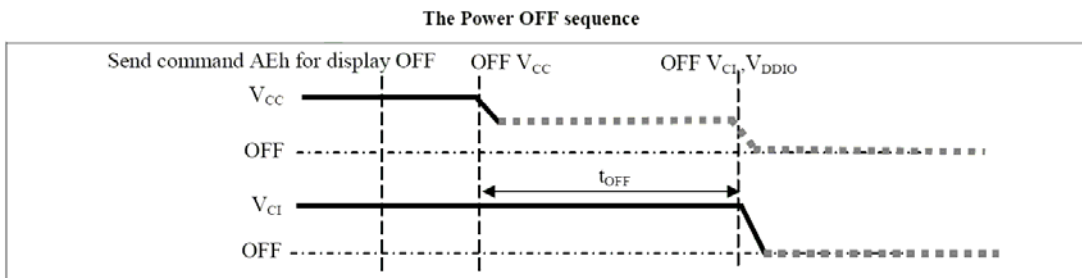 The Power OFF sequence
Send command AEh for display OFF OFF VCC OFF VCI ,VDDIO
VCC
OFF
tOFF
VCI
OFF